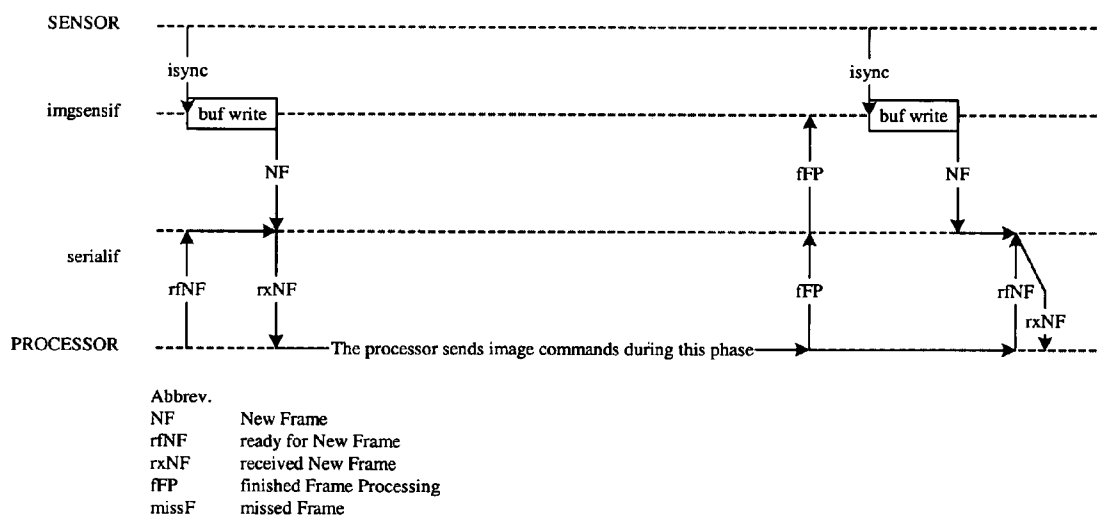 SENSOR
isync
isync
imgsensif
buf write
buf write
NF
fFP
NF
serialif
rfNF
rxNF
fFP
rfNF
rxNF
PROCESSOR
The processor sends image commands during this phase
Abbrev.
NF New Frame
rfNF ready for New Frame
rxNF received New Frame
fFP finished Frame Processing
missF missed Frame